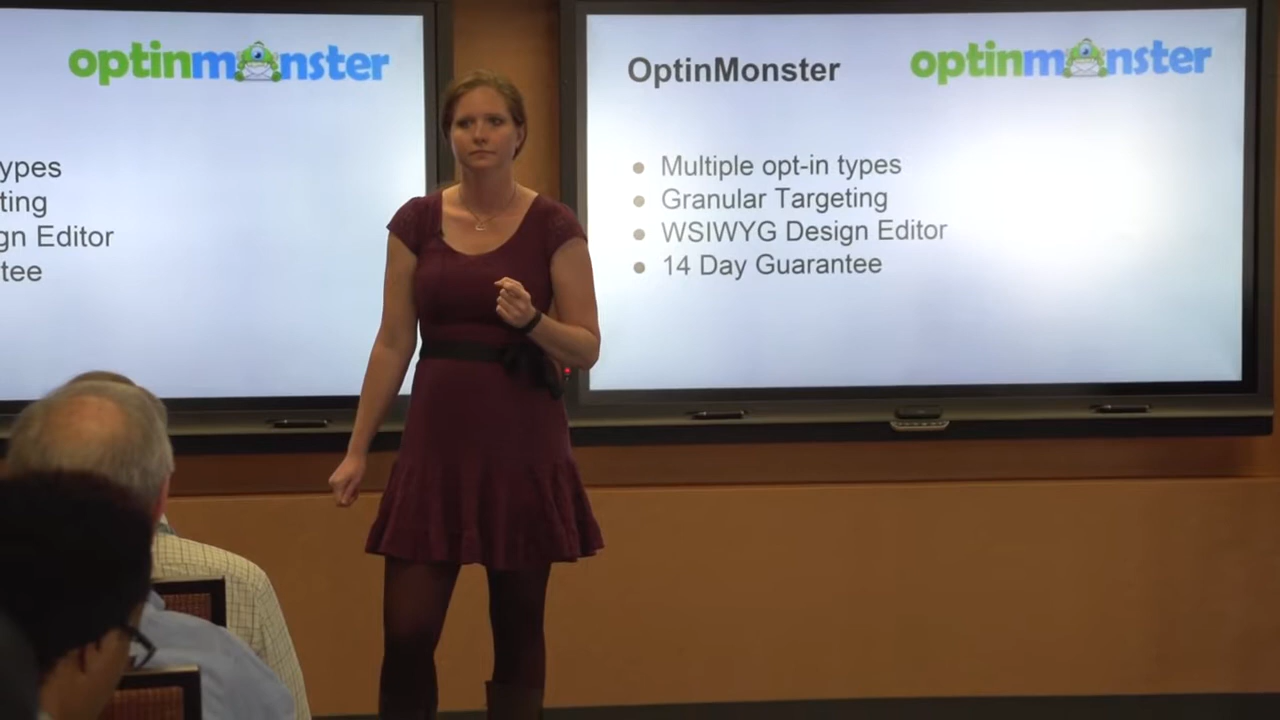 optinmonster
ypes
ting
gn Editor
tee
OptinMonster
optinmonster
Multiple opt-in types
Granular Targeting
WSIWYG Design Editor
14 Day Guarantee